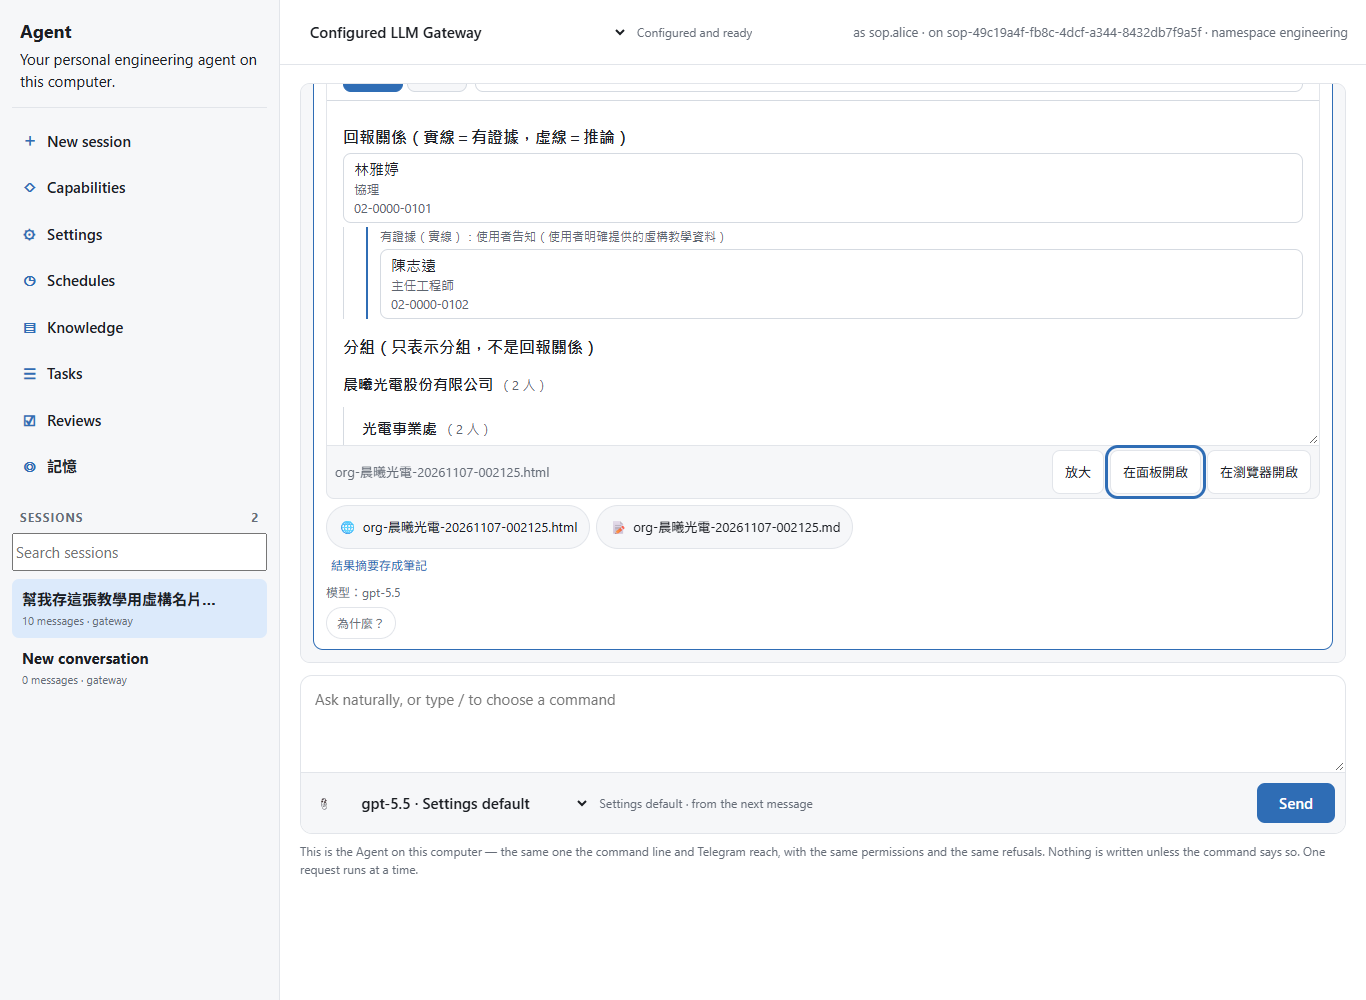 Agent
Your personal engineering agent on
this computer.
New session
Capabilities
Settings
Schedules
Knowledge
Tasks
Reviews
記憶
SESSIONS 2
Search sessions
幫我存這張教學用虛構名片...
10 messages · gateway
New conversation
0 messages · gateway
Configured LLM Gateway
Configured and ready
as sop.alice · on sop-49c19a4f-fb8c-4dcf-a344-8432db7f9a5f · namespace engineering
回報關係（實線＝有證據，虛線＝推論）
林雅婷
協理
02-0000-0101
有證據（實線）：使用者告知（使用者明確提供的虛構教學資料）
陳志遠
主任工程師
02-0000-0102
分組（只表示分組，不是回報關係）
晨曦光電股份有限公司（2 人）
光電事業處（2 人）
org-晨曦光電-20261107-002125.html
放大
在面板開啟
在瀏覽器開啟
org-晨曦光電-20261107-002125.html
org-晨曦光電-20261107-002125.md
結果摘要存成筆記
模型：gpt-5.5
為什麼？
Ask naturally, or type / to choose a command
gpt-5.5 · Settings default
Settings default · from the next message
Send
This is the Agent on this computer — the same one the command line and Telegram reach, with the same permissions and the same refusals. Nothing is written unless the command says so. One
request runs at a time.